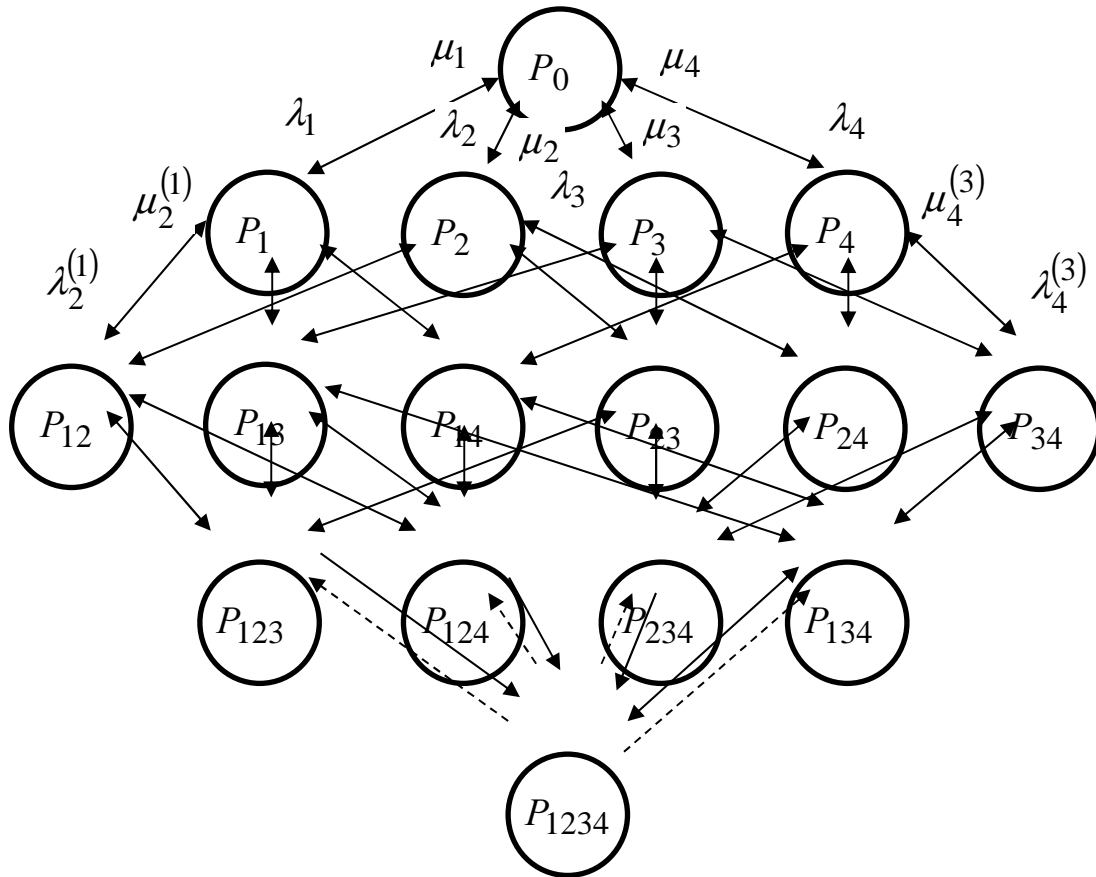 μ₁ P₀ μ₄
λ₁ λ₂ μ₂ μ₃ λ₄
μ₂⁽¹⁾ λ₃ μ₄⁽³⁾
P₁ P₂ P₃ P₄
λ₂⁽¹⁾ λ₄⁽³⁾
P₁₂ P₁₃ P₁₄ P₂₃ P₂₄ P₃₄
P₁₂₃ P₁₂₄ P₂₃₄ P₁₃₄
P₁₂₃₄